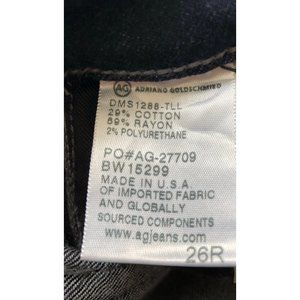 AG ADRIANO GOLDSCHMIED
DMS1288-TLL
29% COTTON
69% RAYON
2% POLYURETHANE
PO#AG-27709
BW15299
MADE IN U.S.A
OF IMPORTED FABRIC
AND GLOBALLY
SOURCED COMPONENTS
www.agjeans.com
26R